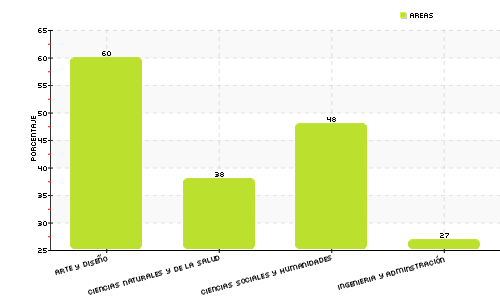 AREAS
PORCENTAJE
65
60
55
50
45
40
35
30
25
60
38
48
27
ARTE Y DISEÑO
CIENCIAS NATURALES Y DE LA SALUD
CIENCIAS SOCIALES Y HUMANIDADES
INGENIERIA Y ADMINSTRACIÓN